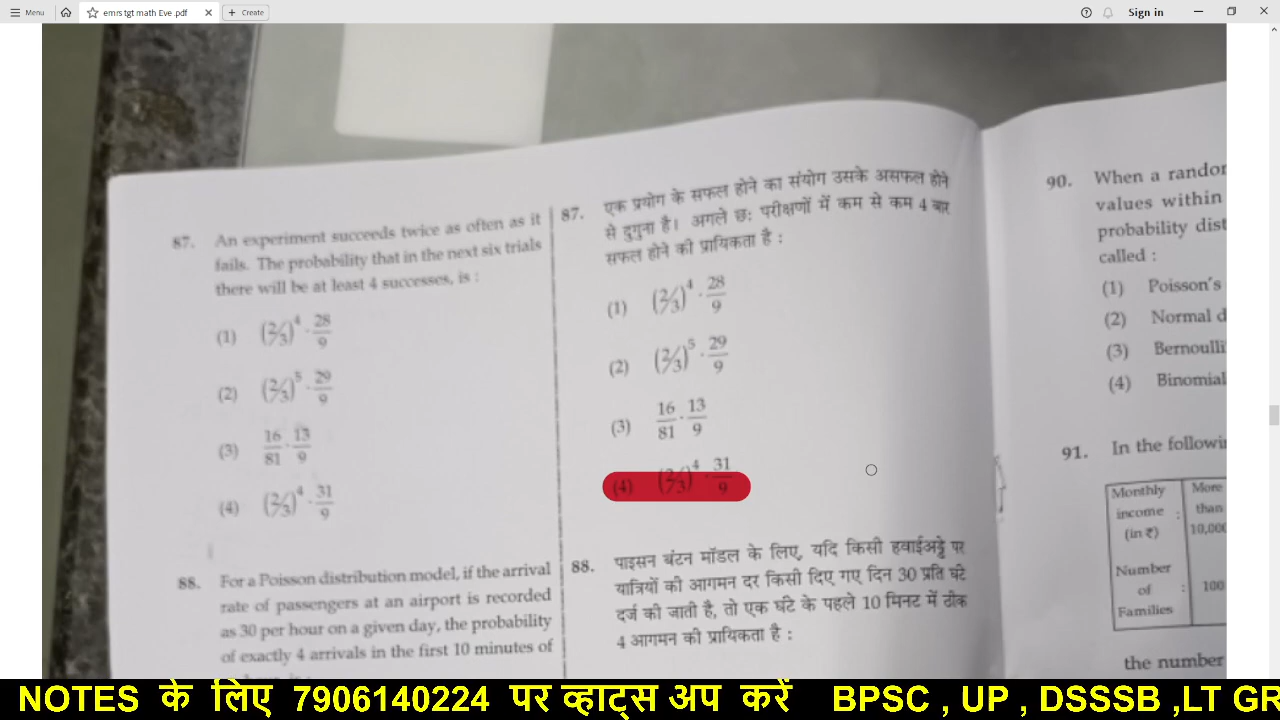 Menu
emrs tgt math Eve .pdf
Create
Sign in
87. An experiment succeeds twice as often as it
fails. The probability that in the next six trials
there will be at least 4 successes, is :
(1) (2/3)^4 · 28/9
(2) (2/3)^5 · 29/9
(3) 16/81 · 13/9
(4) (2/3)^4 · 31/9
88. For a Poisson distribution model, if the arrival
rate of passengers at an airport is recorded
as 30 per hour on a given day, the probability
of exactly 4 arrivals in the first 10 minutes of
87. एक प्रयोग के सफल होने का संयोग उसके असफल होने
से दुगुना है। अगले छः परीक्षणों में कम से कम 4 बार
सफल होने की प्रायिकता है :
(1) (2/3)^4 · 28/9
(2) (2/3)^5 · 29/9
(3) 16/81 · 13/9
(4) (2/3)^4 · 31/9
88. पाइसन बंटन मॉडल के लिए, यदि किसी हवाईअड्डे पर
यात्रियों की आगमन दर किसी दिए गए दिन 30 प्रति घंटे
दर्ज की जाती है, तो एक घंटे के पहले 10 मिनट में ठीक
4 आगमन की प्रायिकता है :
90. When a randor
values within
probability dist
called :
(1) Poisson's
(2) Normal d
(3) Bernoulli
(4) Binomial
91. In the followi
Monthly income (in ₹) : More than 10,000
Number of Families : 100
the number
NOTES के लिए 7906140224 पर व्हाट्स अप करें BPSC , UP , DSSSB ,LT GR